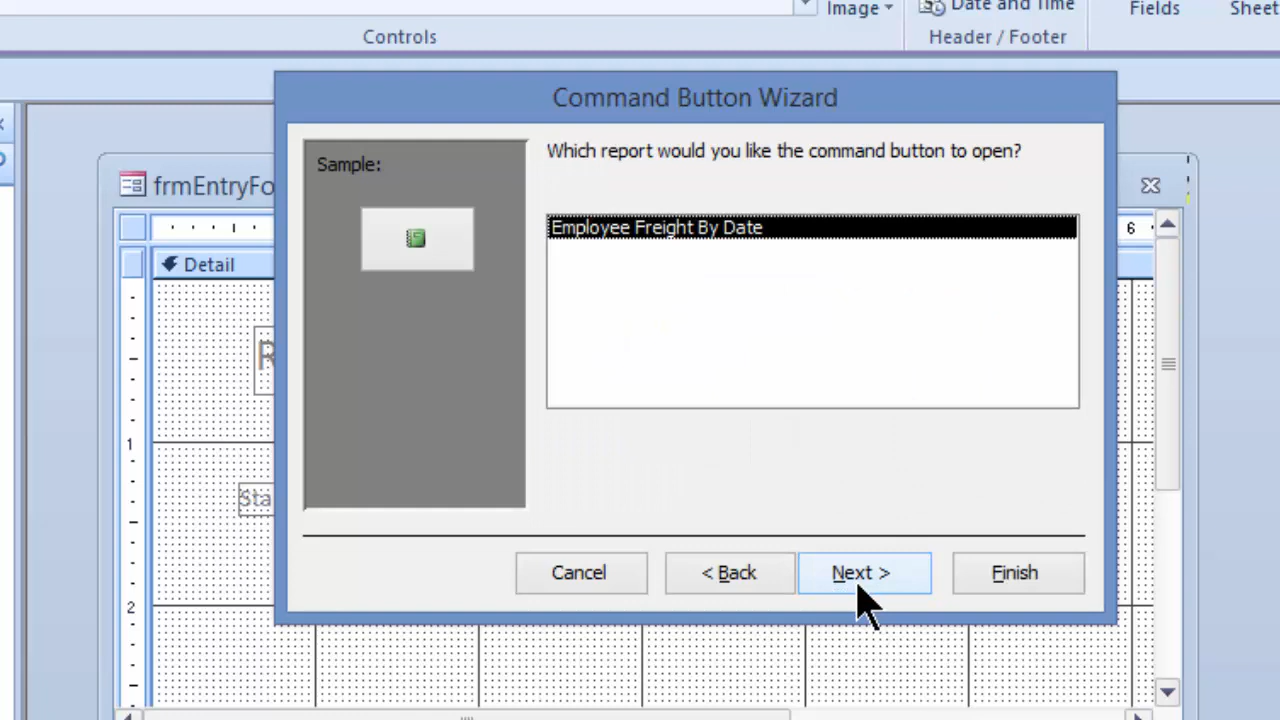 Image
Date and Time
Fields
Sheet
Controls
Header / Footer
Command Button Wizard
Sample:
Which report would you like the command button to open?
Employee Freight By Date
frmEntryFo
6
Detail
R
1
Sta
2
Cancel
< Back
Next >
Finish